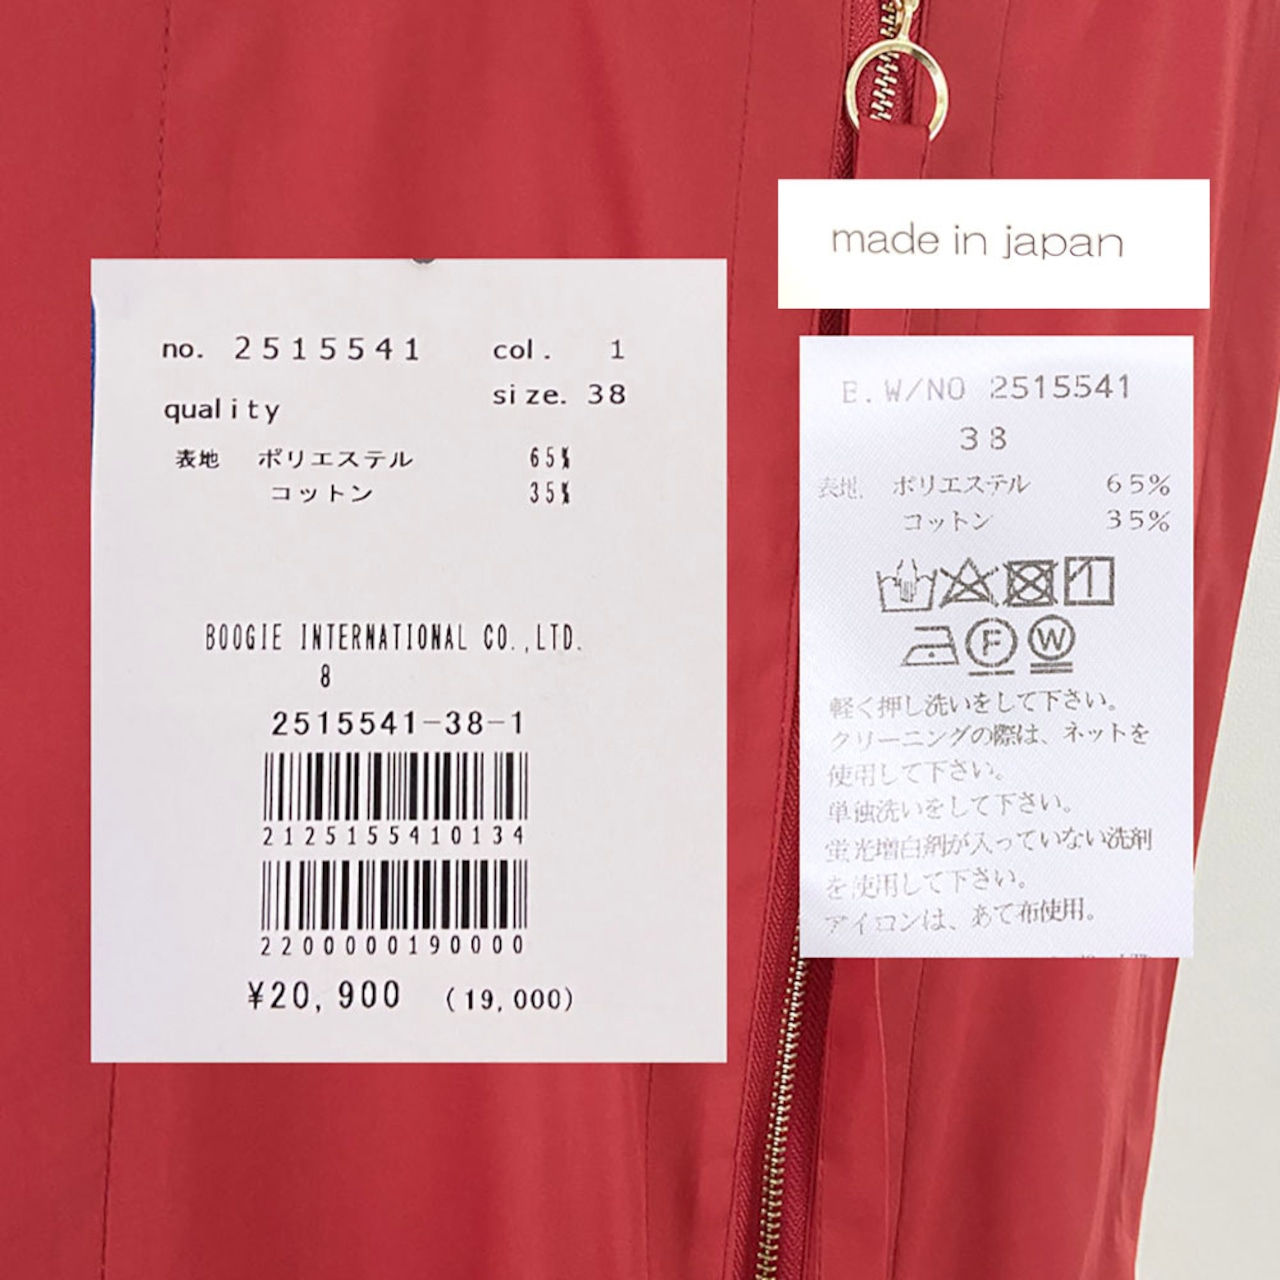 no. 2515541 col. 1
quality size. 38
表地 ポリエステル 65%
コットン 35%
BOOGIE INTERNATIONAL CO.,LTD.
8
2515541-38-1
2125155410134
2200000190000
¥20,900 (19,000)
made in japan
B.W/NO 2515541
38
表地 ポリエステル 65%
コットン 35%
1
F W
軽く押し洗いをして下さい。
クリーニングの際は、ネットを
使用して下さい。
単独洗いをして下さい。
蛍光増白剤が入っていない洗剤
を使用して下さい。
アイロンは、あて布使用。